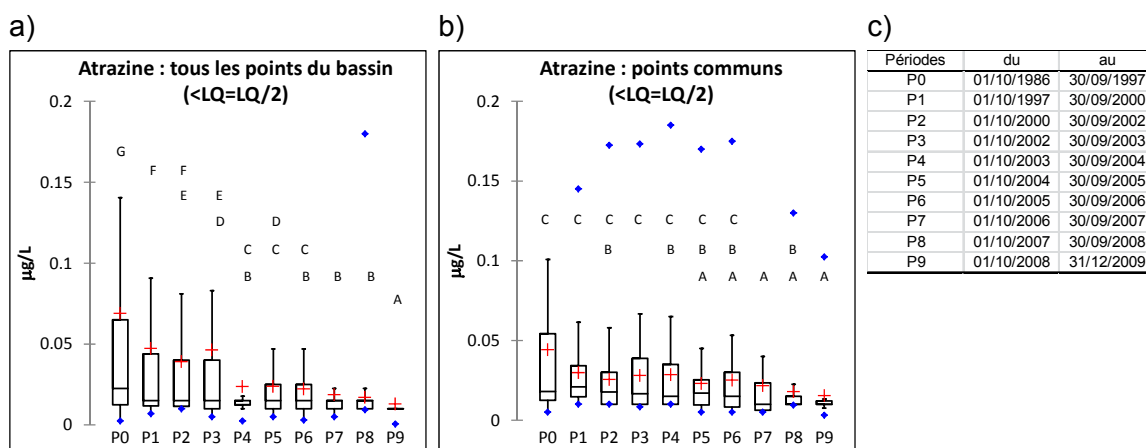 a)
Atrazine : tous les points du bassin
(<LQ=LQ/2)
µg/L
0.2
0.15
0.1
0.05
0
G
F
F
E
E
D
C
B
D
C
C
B
B
B
A
P0 P1 P2 P3 P4 P5 P6 P7 P8 P9
b)
Atrazine : points communs
(<LQ=LQ/2)
µg/L
0.2
0.15
0.1
0.05
0
C C C C C C C
B B B B B
A A A A A
P0 P1 P2 P3 P4 P5 P6 P7 P8 P9
c)
Périodes du au
P0 01/10/1986 30/09/1997
P1 01/10/1997 30/09/2000
P2 01/10/2000 30/09/2002
P3 01/10/2002 30/09/2003
P4 01/10/2003 30/09/2004
P5 01/10/2004 30/09/2005
P6 01/10/2005 30/09/2006
P7 01/10/2006 30/09/2007
P8 01/10/2007 30/09/2008
P9 01/10/2008 31/12/2009